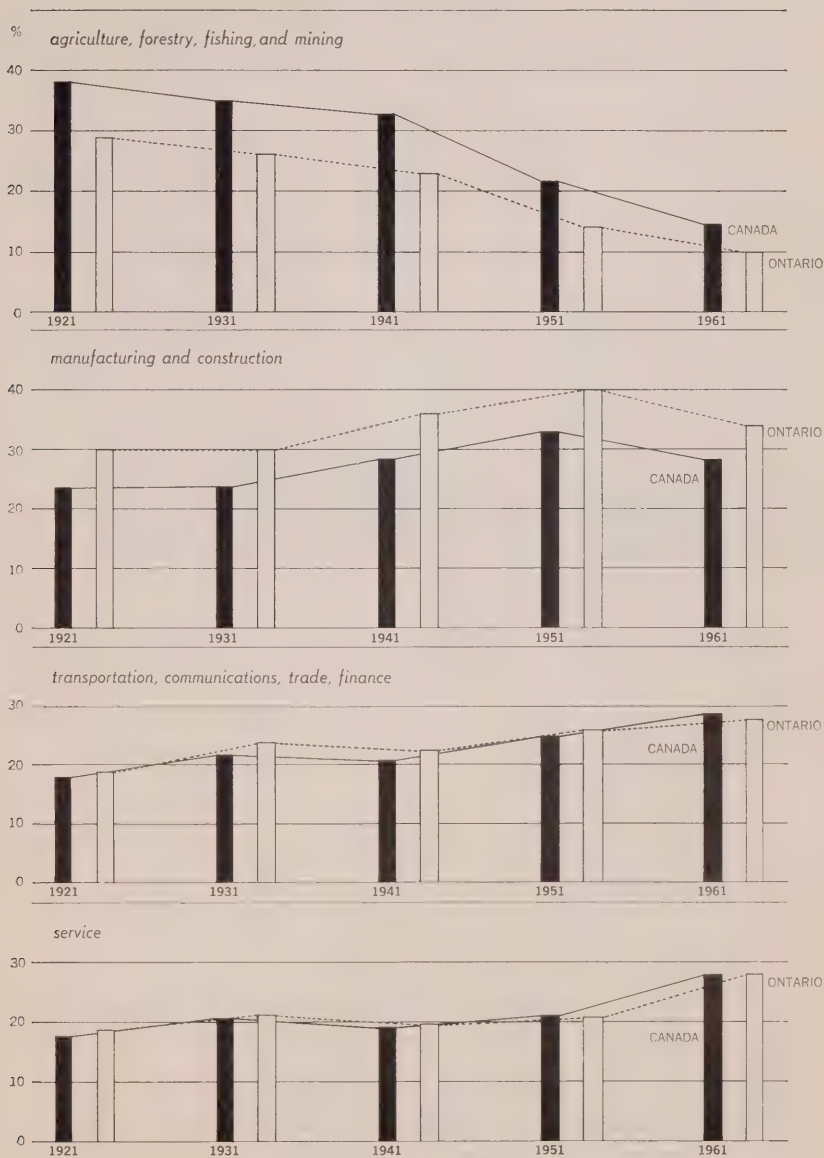 %
agriculture, forestry, fishing, and mining
40
30
20
CANADA
10
ONTARIO
0
1921 1931 1941 1951 1961
manufacturing and construction
40
ONTARIO
30
CANADA
20
10
0
1921 1931 1941 1951 1961
transportation, communications, trade, finance
30
ONTARIO
CANADA
20
10
0
1921 1931 1941 1951 1961
service
30
ONTARIO
20
CANADA
10
0
1921 1931 1941 1951 1961